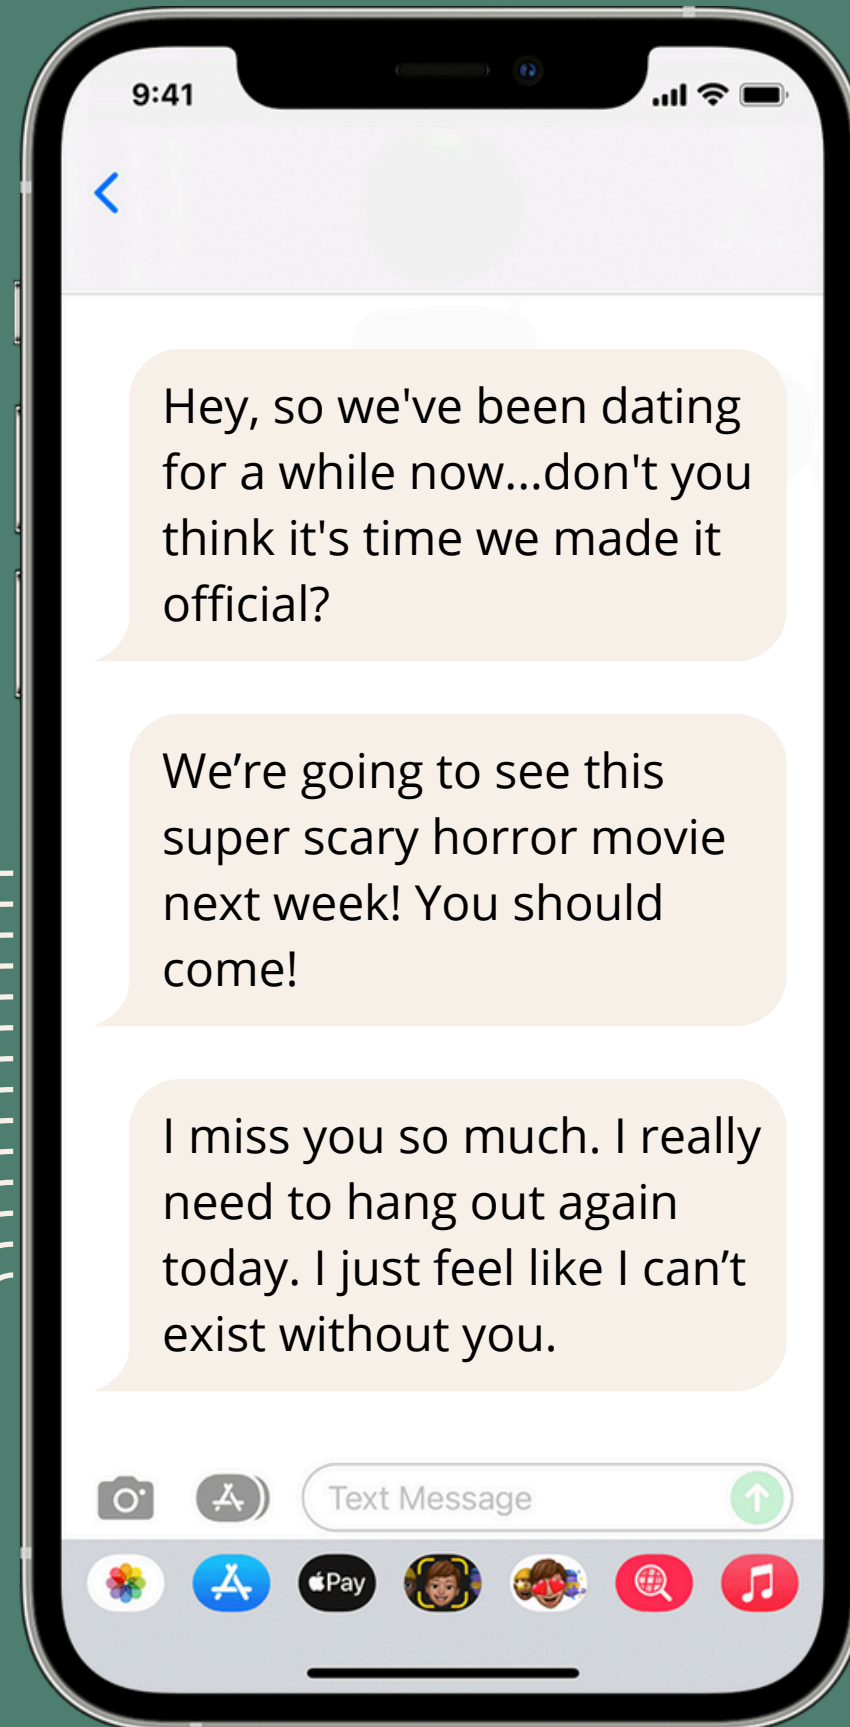 9:41
Hey, so we've been dating
for a while now...don't you
think it's time we made it
official?
We’re going to see this
super scary horror movie
next week! You should
come!
I miss you so much. I really
need to hang out again
today. I just feel like I can’t
exist without you.
Text Message
Pay